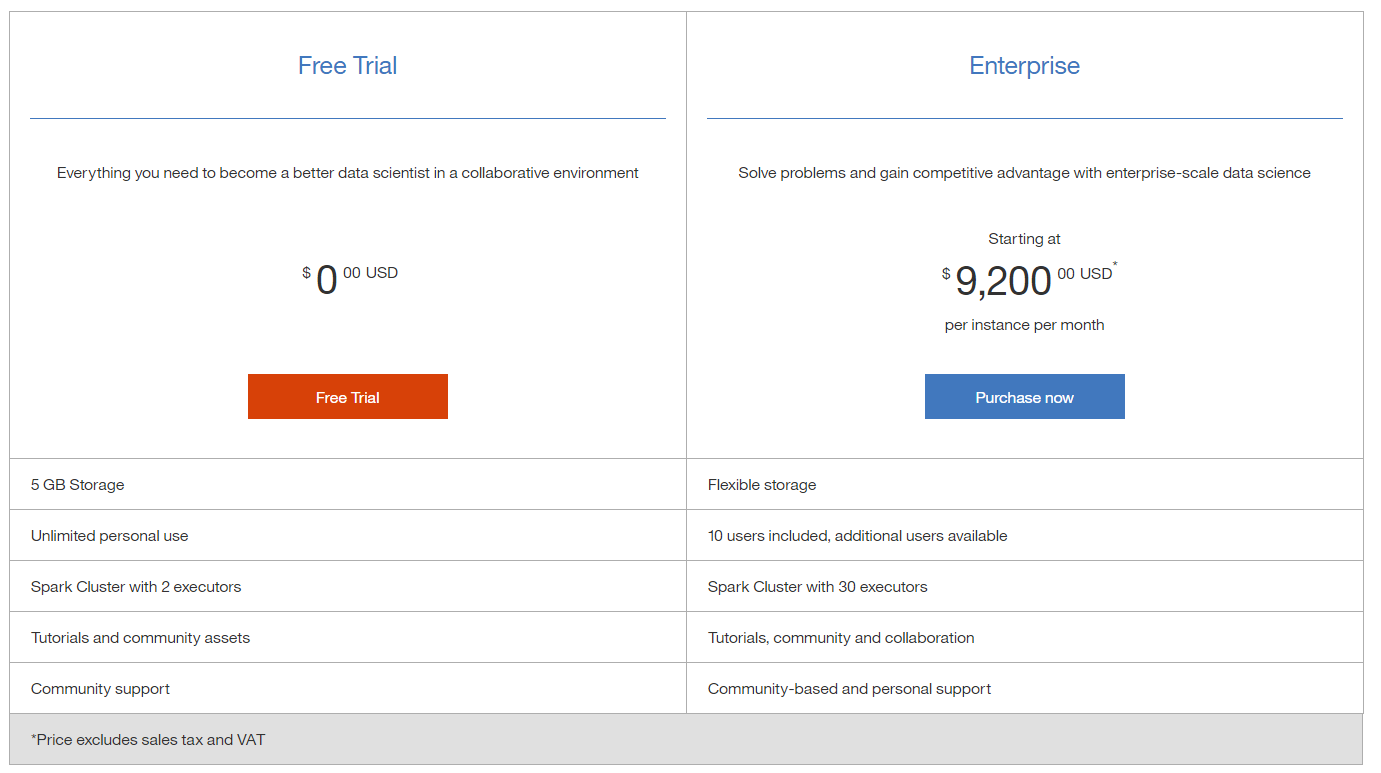 Free Trial
Everything you need to become a better data scientist in a collaborative environment
$ 0 00 USD
Free Trial
5 GB Storage
Unlimited personal use
Spark Cluster with 2 executors
Tutorials and community assets
Community support
Enterprise
Solve problems and gain competitive advantage with enterprise-scale data science
Starting at
$ 9,200 00 USD*
per instance per month
Purchase now
Flexible storage
10 users included, additional users available
Spark Cluster with 30 executors
Tutorials, community and collaboration
Community-based and personal support
*Price excludes sales tax and VAT